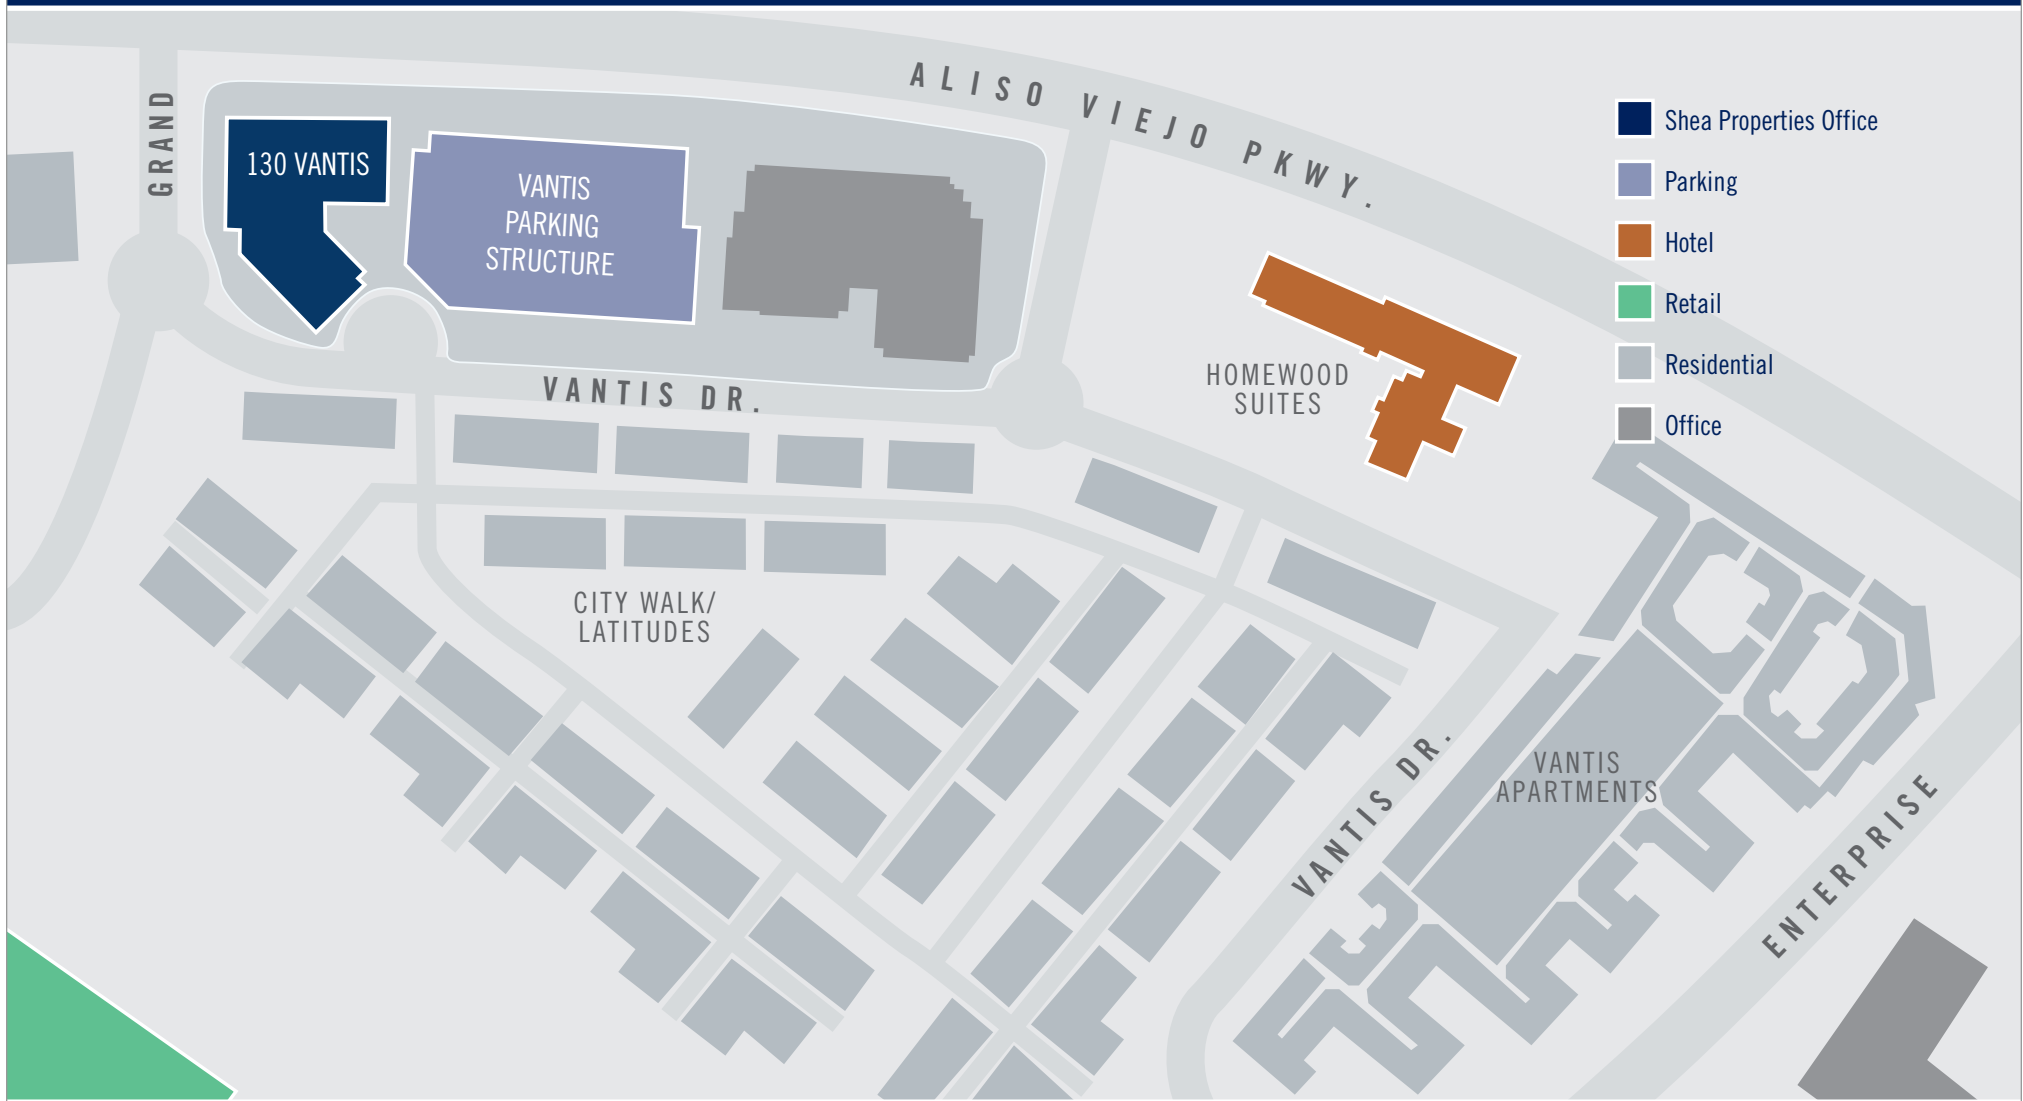 ALISO VIEJO PKWY.
GRAND
130 VANTIS
VANTIS
PARKING
STRUCTURE
Shea Properties Office
Parking
Hotel
Retail
Residential
Office
HOMEWOOD
SUITES
VANTIS DR.
CITY WALK/
LATITUDES
VANTIS DR.
VANTIS
APARTMENTS
ENTERPRISE